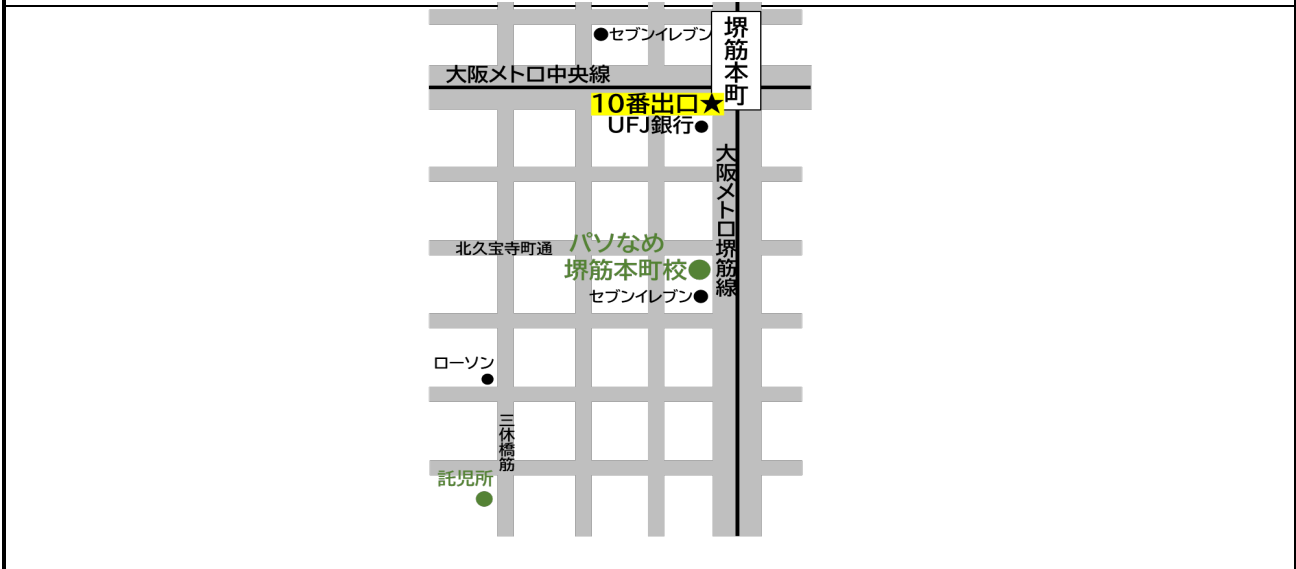 ●セブンイレブン
堺筋本町
大阪メトロ中央線
10番出口★
UFJ銀行●
大阪メトロ堺筋線
北久宝寺町通
パソなめ
堺筋本町校●
セブンイレブン●
ローソン
三休橋筋
託児所